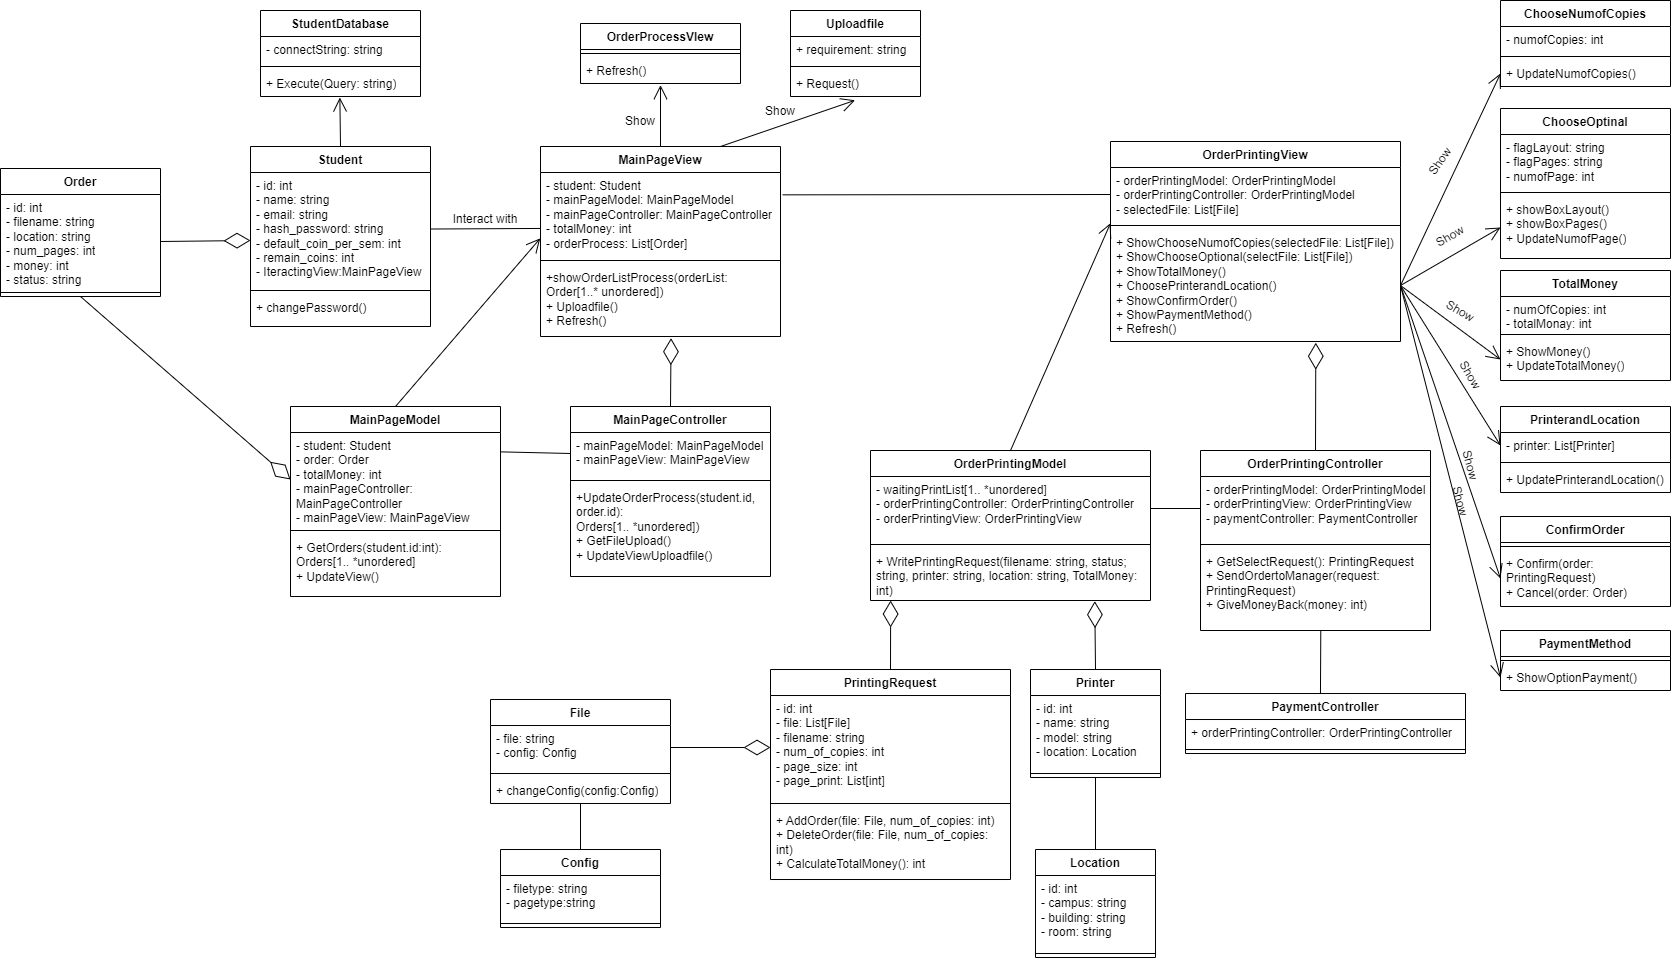 StudentDatabase
- connectString: string
+ Execute(Query: string)
OrderProcessVIew
+ Refresh()
Uploadfile
+ requirement: string
+ Request()
Show
Show
Order
- id: int
- filename: string
- location: string
- num_pages: int
- money: int
- status: string
Student
- id: int
- name: string
- email: string
- hash_password: string
- default_coin_per_sem: int
- remain_coins: int
- IteractingView:MainPageView
+ changePassword()
Interact with
MainPageView
- student: Student
- mainPageModel: MainPageModel
- mainPageController: MainPageController
- totalMoney: int
- orderProcess: List[Order]
+showOrderListProcess(orderList:
Order[1..* unordered])
+ Uploadfile()
+ Refresh()
OrderPrintingView
- orderPrintingModel: OrderPrintingModel
- orderPrintingController: OrderPrintingModel
- selectedFile: List[File]
+ ShowChooseNumofCopies(selectedFile: List[File])
+ ShowChooseOptional(selectFile: List[File])
+ ShowTotalMoney()
+ ChoosePrinterandLocation()
+ ShowConfirmOrder()
+ ShowPaymentMethod()
+ Refresh()
Show
Show
Show
Show
Show
Show
ChooseNumofCopies
- numofCopies: int
+ UpdateNumofCopies()
ChooseOptinal
- flagLayout: string
- flagPages: string
- numofPage: int
+ showBoxLayout()
+ showBoxPages()
+ UpdateNumofPage()
TotalMoney
- numOfCopies: int
- totalMonay: int
+ ShowMoney()
+ UpdateTotalMoney()
PrinterandLocation
- printer: List[Printer]
+ UpdatePrinterandLocation()
ConfirmOrder
+ Confirm(order:
PrintingRequest)
+ Cancel(order: Order)
PaymentMethod
+ ShowOptionPayment()
MainPageModel
- student: Student
- order: Order
- totalMoney: int
- mainPageController:
MainPageController
- mainPageView: MainPageView
+ GetOrders(student.id:int):
Orders[1.. *unordered]
+ UpdateView()
MainPageController
- mainPageModel: MainPageModel
- mainPageView: MainPageView
+UpdateOrderProcess(student.id,
order.id):
Orders[1.. *unordered])
+ GetFileUpload()
+ UpdateViewUploadfile()
OrderPrintingModel
- waitingPrintList[1.. *unordered]
- orderPrintingController: OrderPrintingController
- orderPrintingView: OrderPrintingView
+ WritePrintingRequest(filename: string, status;
string, printer: string, location: string, TotalMoney:
int)
OrderPrintingController
- orderPrintingModel: OrderPrintingModel
- orderPrintingView: OrderPrintingView
- paymentController: PaymentController
+ GetSelectRequest(): PrintingRequest
+ SendOrdertoManager(request:
PrintingRequest)
+ GiveMoneyBack(money: int)
File
- file: string
- config: Config
+ changeConfig(config:Config)
PrintingRequest
- id: int
- file: List[File]
- filename: string
- num_of_copies: int
- page_size: int
- page_print: List[int]
+ AddOrder(file: File, num_of_copies: int)
+ DeleteOrder(file: File, num_of_copies:
int)
+ CalculateTotalMoney(): int
Printer
- id: int
- name: string
- model: string
- location: Location
PaymentController
+ orderPrintingController: OrderPrintingController
Config
- filetype: string
- pagetype:string
Location
- id: int
- campus: string
- building: string
- room: string